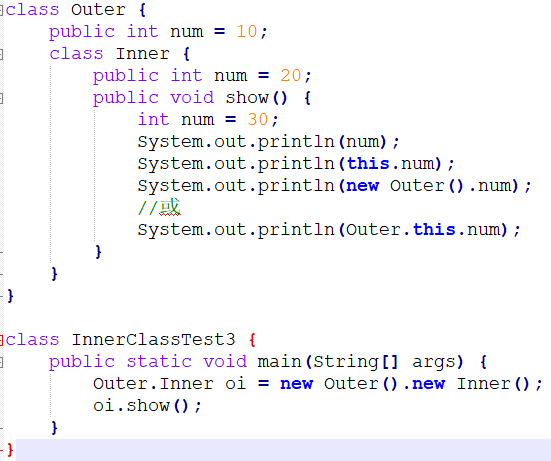 class Outer {
    public int num = 10;
    class Inner {
        public int num = 20;
        public void show() {
            int num = 30;
            System.out.println(num);
            System.out.println(this.num);
            System.out.println(new Outer().num);
            //或
            System.out.println(Outer.this.num);
        }
    }
}

class InnerClassTest3 {
    public static void main(String[] args) {
        Outer.Inner oi = new Outer().new Inner();
        oi.show();
    }
}